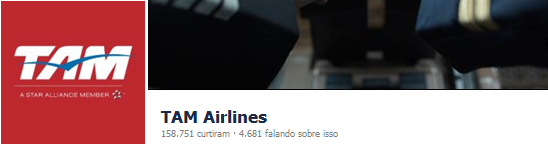 TAM
A STAR ALLIANCE MEMBER
TAM Airlines
158.751 curtiram · 4.681 falando sobre isso